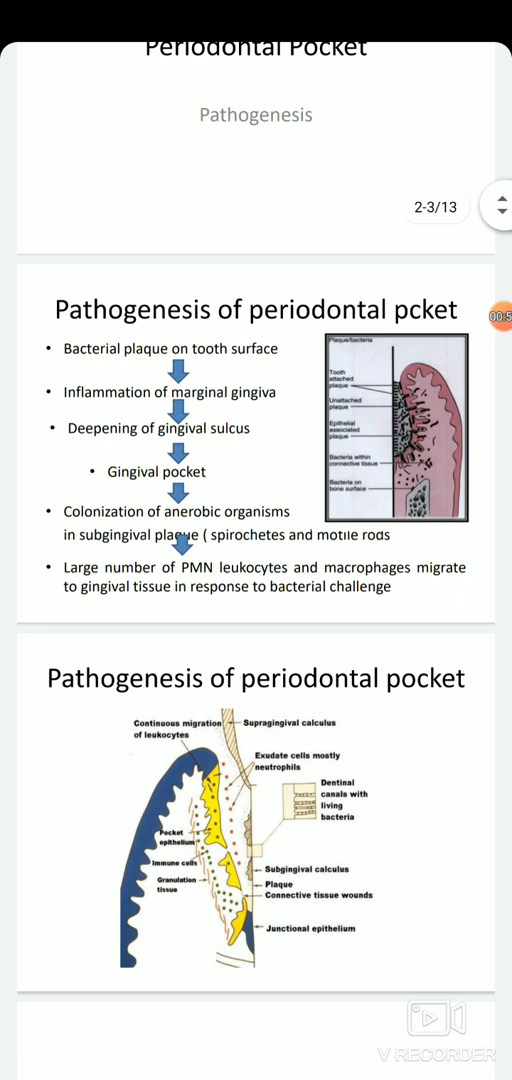 Periodontal Pocket
Pathogenesis
2-3/13
Pathogenesis of periodontal pcket
00:5
• Bacterial plaque on tooth surface
• Inflammation of marginal gingiva
• Deepening of gingival sulcus
• Gingival pocket
• Colonization of anerobic organisms
in subgingival plaque ( spirochetes and motile rods
• Large number of PMN leukocytes and macrophages migrate
to gingival tissue in response to bacterial challenge
Plaque/bacteria
Tooth
attached
plaque
Unattached
plaque
Epithelial
associated
plaque
Bacteria within
connective tissue
Bacteria on
bone surface
Pathogenesis of periodontal pocket
Continuous migration
of leukocytes
Supragingival calculus
Exudate cells mostly
neutrophils
Dentinal
canals with
living
bacteria
Pocket
epithelium
Immune cells
Granulation
tissue
Subgingival calculus
Plaque
Connective tissue wounds
Junctional epithelium
V RECORDER